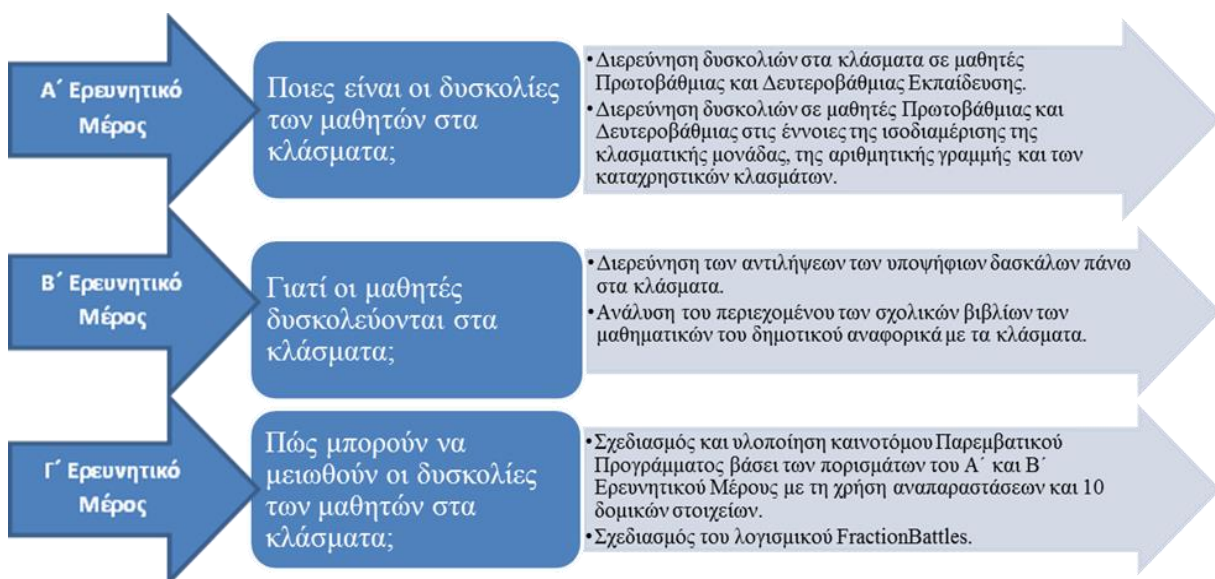 Α΄ Ερευνητικό
Μέρος
Ποιες είναι οι δυσκολίες
των μαθητών στα
κλάσματα;
•Διερεύνηση δυσκολιών στα κλάσματα σε μαθητές
Πρωτοβάθμιας και Δευτεροβάθμιας Εκπαίδευσης.
•Διερεύνηση δυσκολιών σε μαθητές Πρωτοβάθμιας και
Δευτεροβάθμιας στις έννοιες της ισοδιαμέρισης της
κλασματικής μονάδας, της αριθμητικής γραμμής και των
καταχρηστικών κλασμάτων.
Β΄ Ερευνητικό
Μέρος
Γιατί οι μαθητές
δυσκολεύονται στα
κλάσματα;
•Διερεύνηση των αντιλήψεων των υποψήφιων δασκάλων πάνω
στα κλάσματα.
•Ανάλυση του περιεχομένου των σχολικών βιβλίων των
μαθηματικών του δημοτικού αναφορικά με τα κλάσματα.
Γ΄ Ερευνητικό
Μέρος
Πώς μπορούν να
μειωθούν οι δυσκολίες
των μαθητών στα
κλάσματα;
•Σχεδιασμός και υλοποίηση καινοτόμου Παρεμβατικού
Προγράμματος βάσει των πορισμάτων του Α΄ και Β΄
Ερευνητικού Μέρους με τη χρήση αναπαραστάσεων και 10
δομικών στοιχείων.
•Σχεδιασμός του λογισμικού FractionBattles.